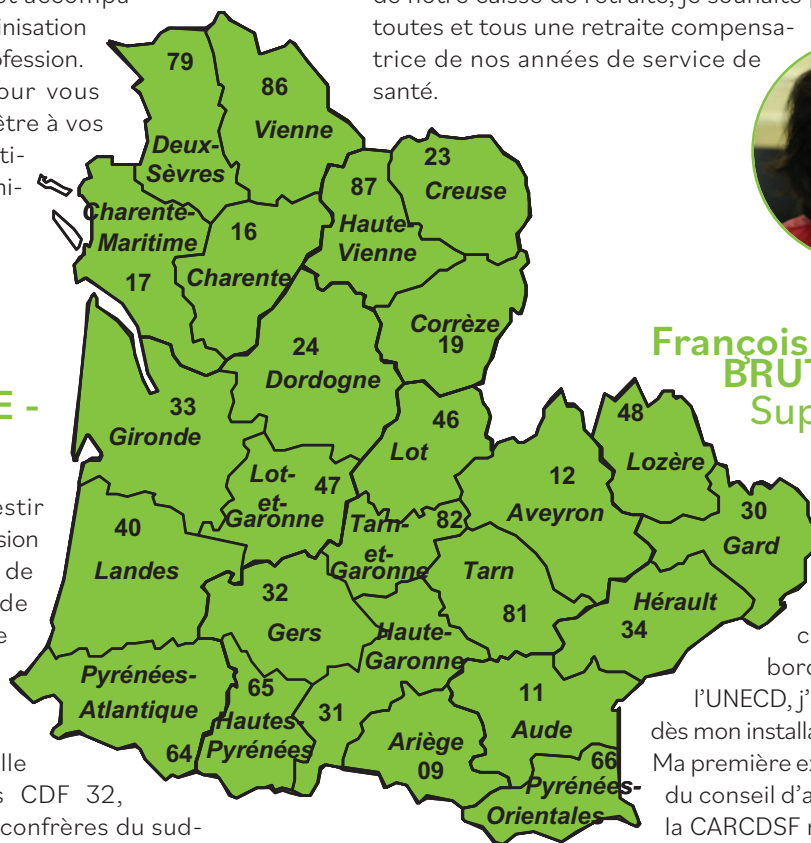 de notre caisse de retraite, je souhaite
toutes et tous une retraite compensa-
trice de nos années de service de
santé.
nisation
fession.
our vous
être à vos
ti-
ni-
79
86
Vienne
Deux-
Sèvres
23
Creuse
87
Haute-
Vienne
Charente-
Maritime
17
16
Charente
Corrèze
19
24
Dordogne
François
BRUT
Sup
E -
33
Gironde
46
Lot
48
Lozère
Lot-
et-
Garonne
47
12
Aveyron
30
Gard
estir
sion
de
de
e
40
Landes
Tarn-
et-
Garonne
82
Tarn
81
32
Gers
Haute-
Garonne
31
Hérault
34
Pyrénées-
Atlantique
64
65
Hautes-
Pyrénées
Ariège
09
11
Aude
66
Pyrénées-
Orientales
c
bord
l'UNECD, j'
dès mon installa
Ma première ex
du conseil d'a
la CARCDSF
lle
s CDF 32,
confrères du sud-